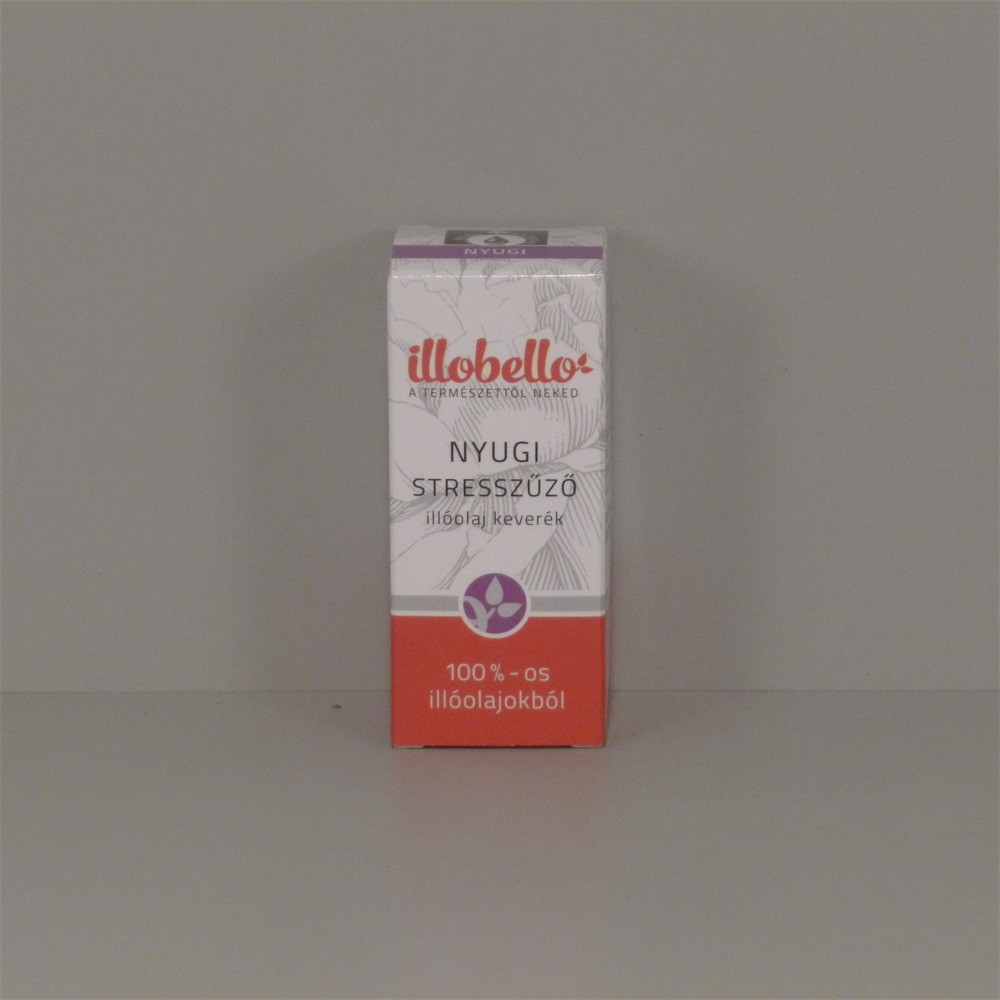 NYUGI
illobello
A TERMÉSZETTŐL NEKED
NYUGI
STRESSZŰZŐ
illóolaj keverék
100%-os
illóolajokból